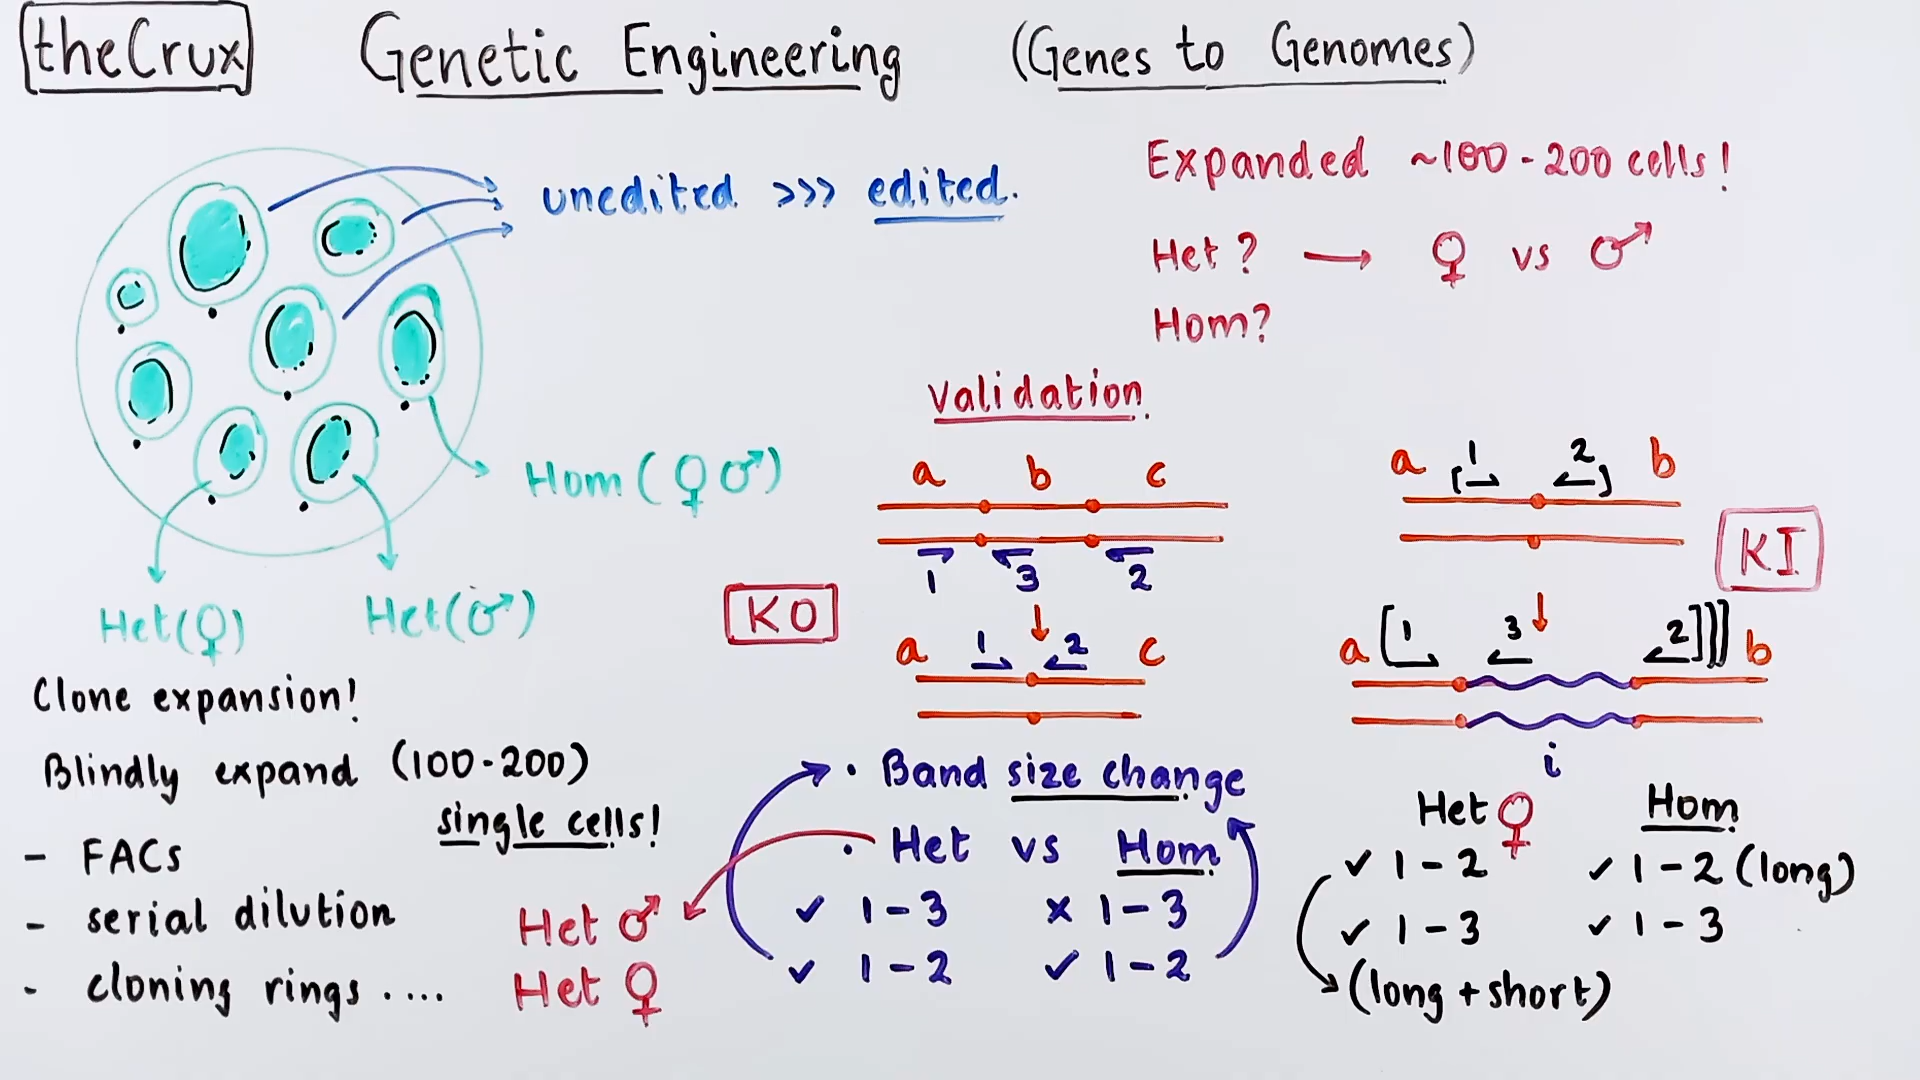 theCrux Genetic Engineering (Genes to Genomes)
unedited >>> edited.
Expanded ~100-200 cells!
Het? → ♀ vs ♂
Hom?
Hom (♀♂)
Het(♀) Het(♂)
Clone expansion!
Blindly expand (100-200)
single cells!
- FACs
- serial dilution
- cloning rings ....
Validation
a b c
1 3 2
KO
a 1 2 c
• Band size change
• Het vs Hom
✓ 1-3 x 1-3
✓ 1-2 ✓ 1-2
Het ♂
Het ♀
a [1 2] b
KI
a [1 3 2]]] b
i
Het ♀ Hom
✓ 1-2 ✓ 1-2 (long)
✓ 1-3 ✓ 1-3
(long + short)